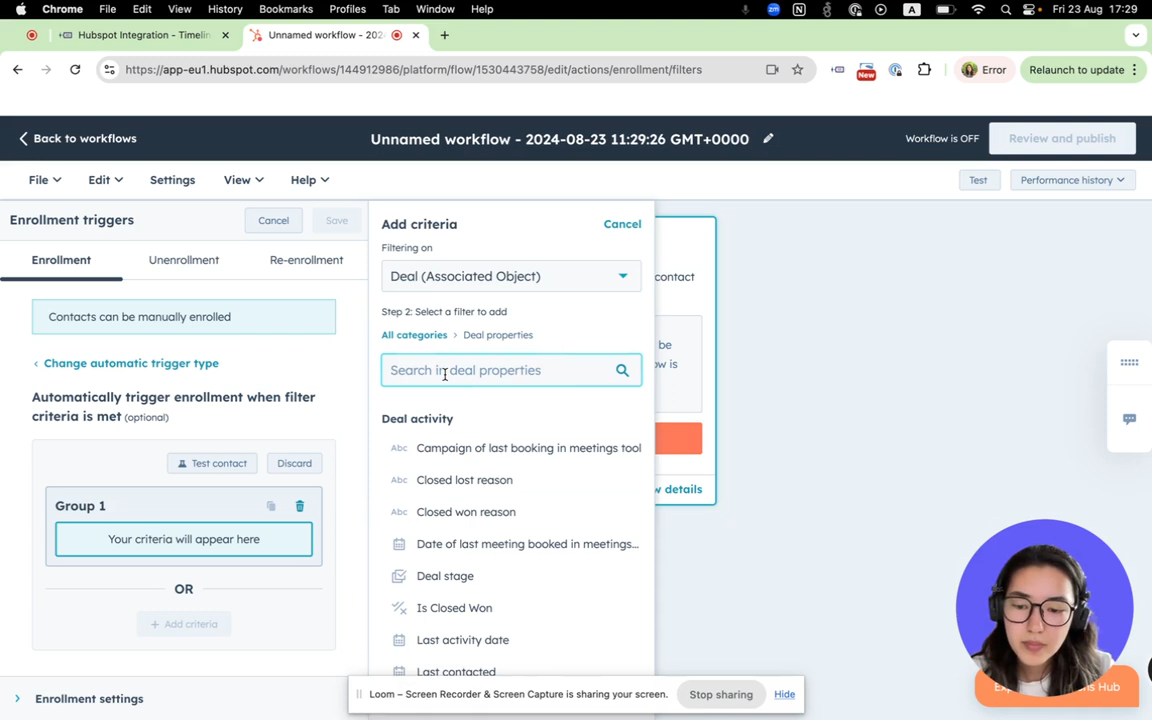 Chrome File Edit View History Bookmarks Profiles Tab Window Help
A Fri 23 Aug 17:29
Hubspot Integration - Timelin
Unnamed workflow - 202
https://app-eu1.hubspot.com/workflows/144912986/platform/flow/1530443758/edit/actions/enrollment/filters
New
Error
Relaunch to update
Back to workflows
Unnamed workflow - 2024-08-23 11:29:26 GMT+0000
Workflow is OFF
Review and publish
File Edit Settings View Help
Test
Performance history
Enrollment triggers
Cancel
Save
Enrollment
Unenrollment
Re-enrollment
Contacts can be manually enrolled
Change automatic trigger type
Automatically trigger enrollment when filter
criteria is met (optional)
Test contact
Discard
Group 1
Your criteria will appear here
OR
+ Add criteria
Enrollment settings
Add criteria
Cancel
Filtering on
Deal (Associated Object)
Step 2: Select a filter to add
All categories > Deal properties
Search in deal properties
Deal activity
Abc Campaign of last booking in meetings tool
Abc Closed lost reason
Abc Closed won reason
Date of last meeting booked in meetings...
Deal stage
Is Closed Won
Last activity date
Last contacted
contact
be
ow is
details
Loom – Screen Recorder & Screen Capture is sharing your screen.
Stop sharing
Hide
Hub